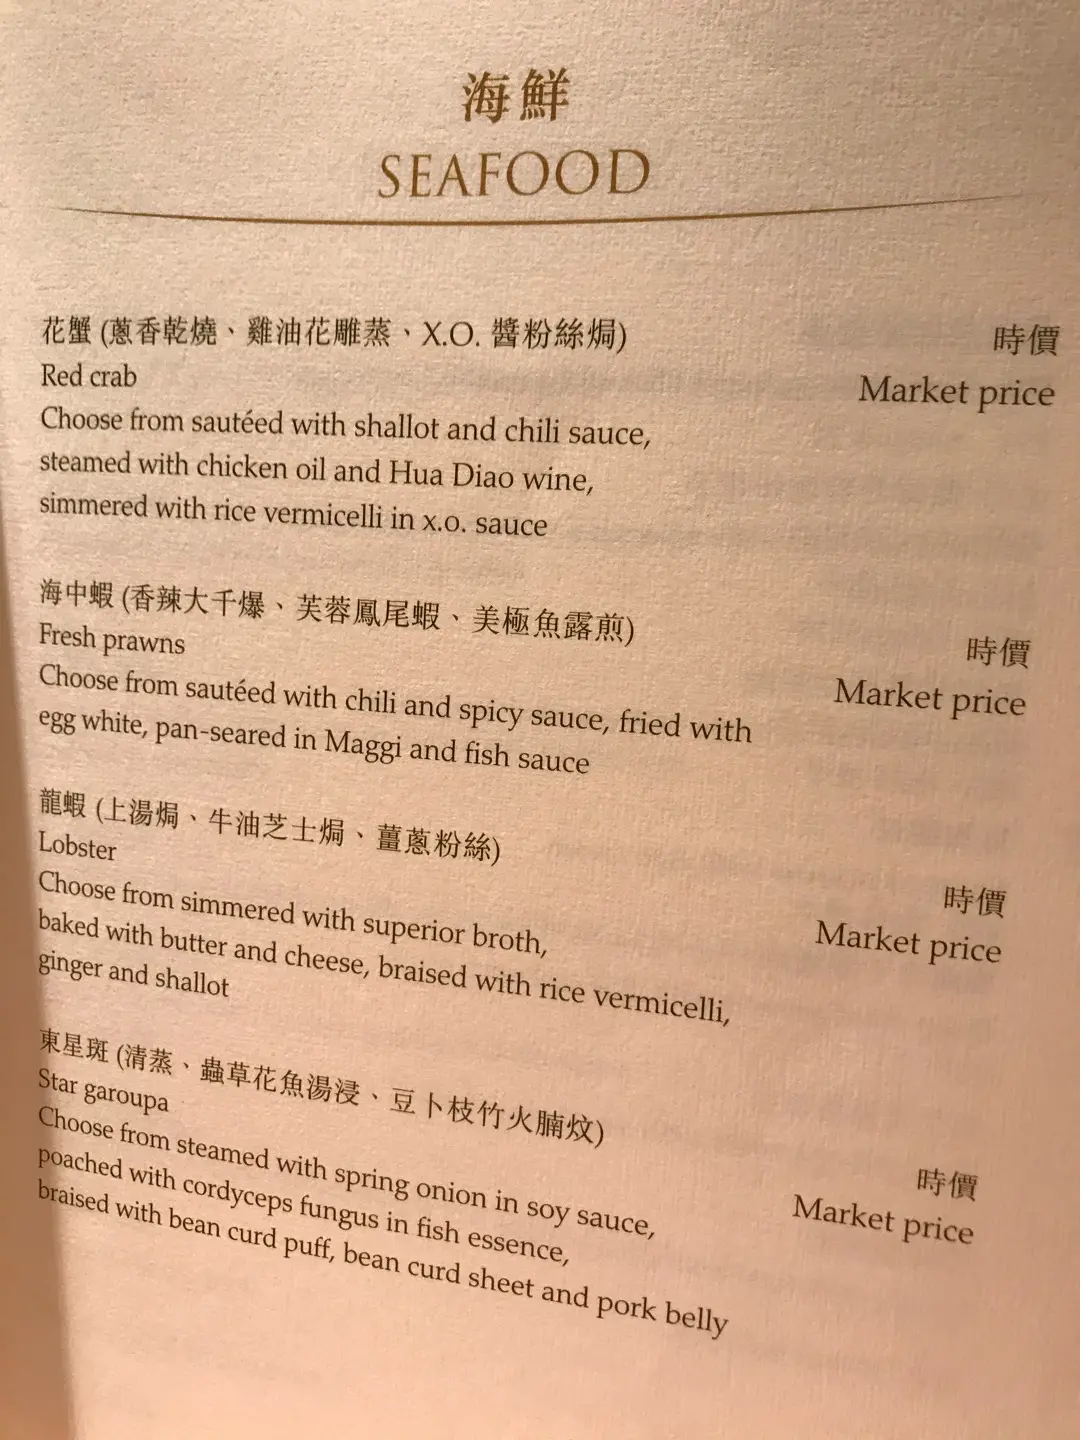 海鮮
SEAFOOD
花蟹 (蔥香乾燒、雞油花雕蒸、X.O. 醬粉絲焗)
時價
Red crab
Market price
Choose from sautéed with shallot and chili sauce,
steamed with chicken oil and Hua Diao wine,
simmered with rice vermicelli in x.o. sauce
海中蝦 (香辣大千爆、芙蓉鳳尾蝦、美極魚露煎)
時價
Fresh prawns
Market price
Choose from sautéed with chili and spicy sauce, fried with
egg white, pan-seared in Maggi and fish sauce
龍蝦 (上湯焗、牛油芝士焗、薑蔥粉絲)
時價
Lobster
Market price
Choose from simmered with superior broth,
baked with butter and cheese, braised with rice vermicelli,
ginger and shallot
東星斑 (清蒸、蟲草花魚湯浸、豆卜枝竹火腩炆)
時價
Star garoupa
Market price
Choose from steamed with spring onion in soy sauce,
poached with cordyceps fungus in fish essence,
braised with bean curd puff, bean curd sheet and pork belly